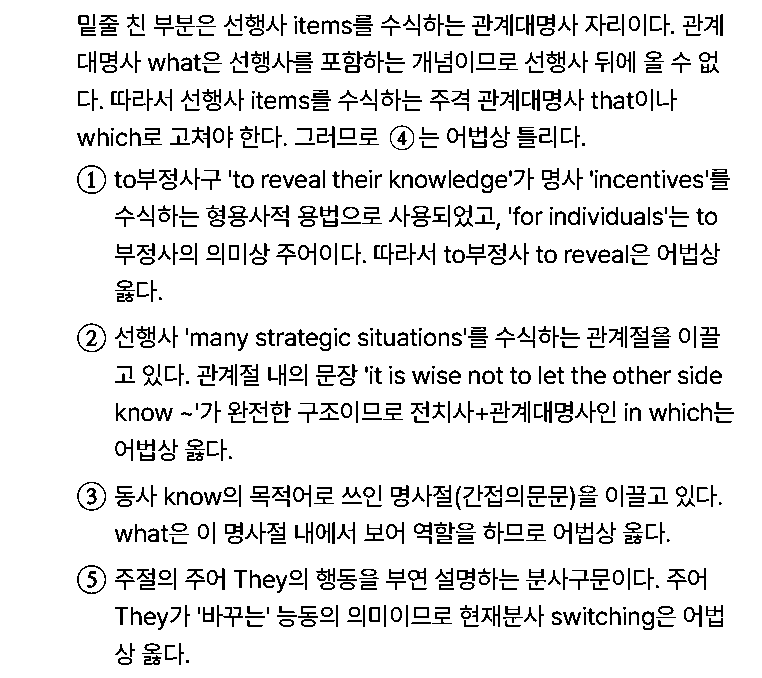 밑줄 친 부분은 선행사 items를 수식하는 관계대명사 자리이다. 관계
대명사 what은 선행사를 포함하는 개념이므로 선행사 뒤에 올 수 없
다. 따라서 선행사 items를 수식하는 주격 관계대명사 that이나
which로 고쳐야 한다. 그러므로 ④는 어법상 틀리다.
① to부정사구 'to reveal their knowledge'가 명사 'incentives'를
수식하는 형용사적 용법으로 사용되었고, 'for individuals'는 to
부정사의 의미상 주어이다. 따라서 to부정사 to reveal은 어법상
옳다.
② 선행사 'many strategic situations'를 수식하는 관계절을 이끌
고 있다. 관계절 내의 문장 'it is wise not to let the other side
know ~'가 완전한 구조이므로 전치사+관계대명사인 in which는
어법상 옳다.
③ 동사 know의 목적어로 쓰인 명사절(간접의문문)을 이끌고 있다.
what은 이 명사절 내에서 보어 역할을 하므로 어법상 옳다.
⑤ 주절의 주어 They의 행동을 부연 설명하는 분사구문이다. 주어
They가 '바꾸는' 능동의 의미이므로 현재분사 switching은 어법
상 옳다.